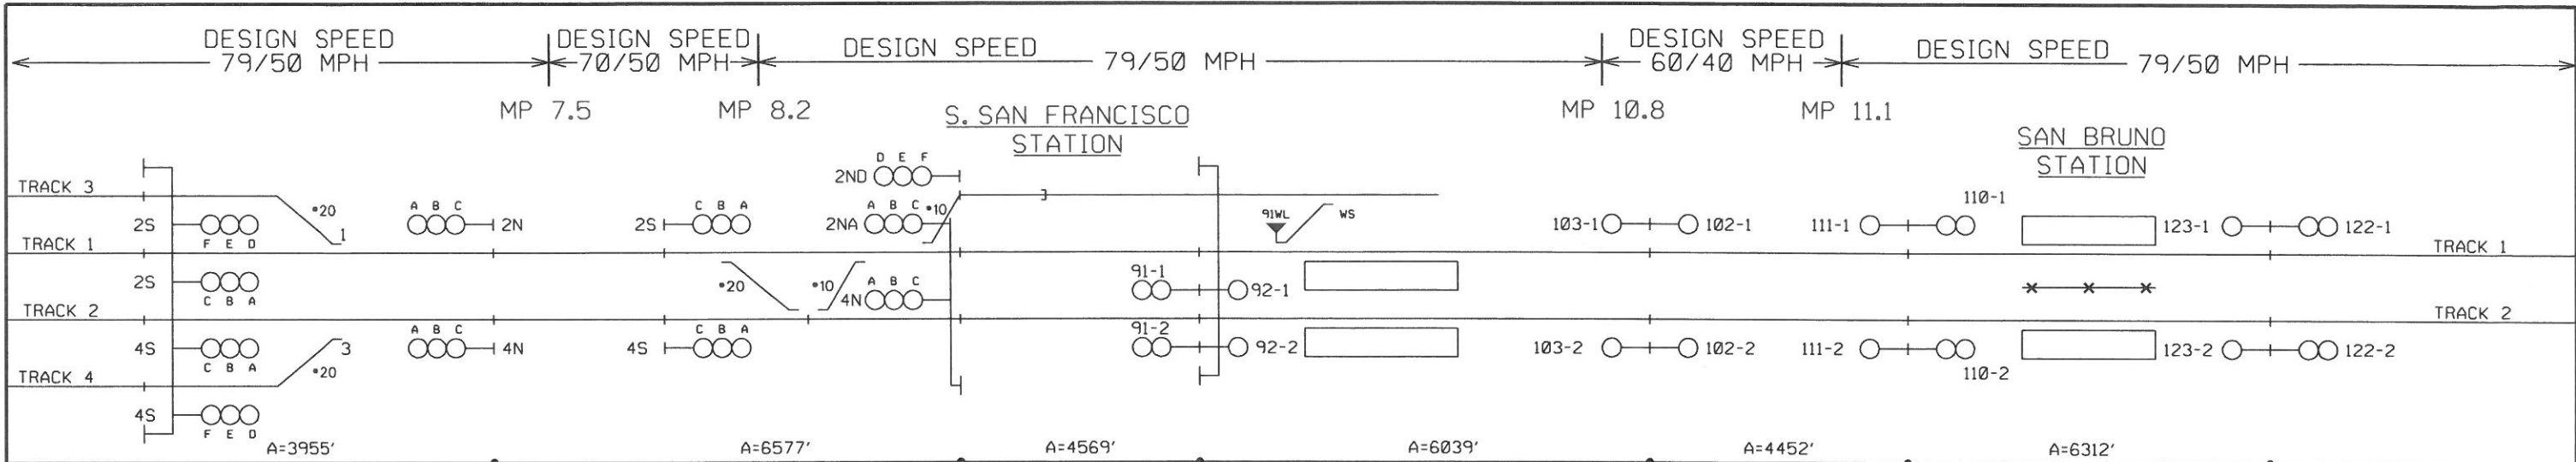 DESIGN SPEED
79/50 MPH
DESIGN SPEED
70/50 MPH
DESIGN SPEED
79/50 MPH
DESIGN SPEED
60/40 MPH
DESIGN SPEED
79/50 MPH
MP 7.5
MP 8.2
MP 10.8
MP 11.1
S. SAN FRANCISCO
STATION
SAN BRUNO
STATION
TRACK 3
2S
F E D
•20
1
A B C
2N
2S
C B A
D E F
2ND
A B C
2NA
•10
91WL
WS
103-1
102-1
111-1
110-1
123-1
122-1
TRACK 1
TRACK 1
2S
C B A
•20
•10
A B C
4N
91-1
92-1
TRACK 2
TRACK 2
4S
C B A
3
•20
A B C
4N
4S
C B A
91-2
92-2
103-2
102-2
111-2
110-2
123-2
122-2
TRACK 4
4S
F E D
A=3955'
A=6577'
A=4569'
A=6039'
A=4452'
A=6312'